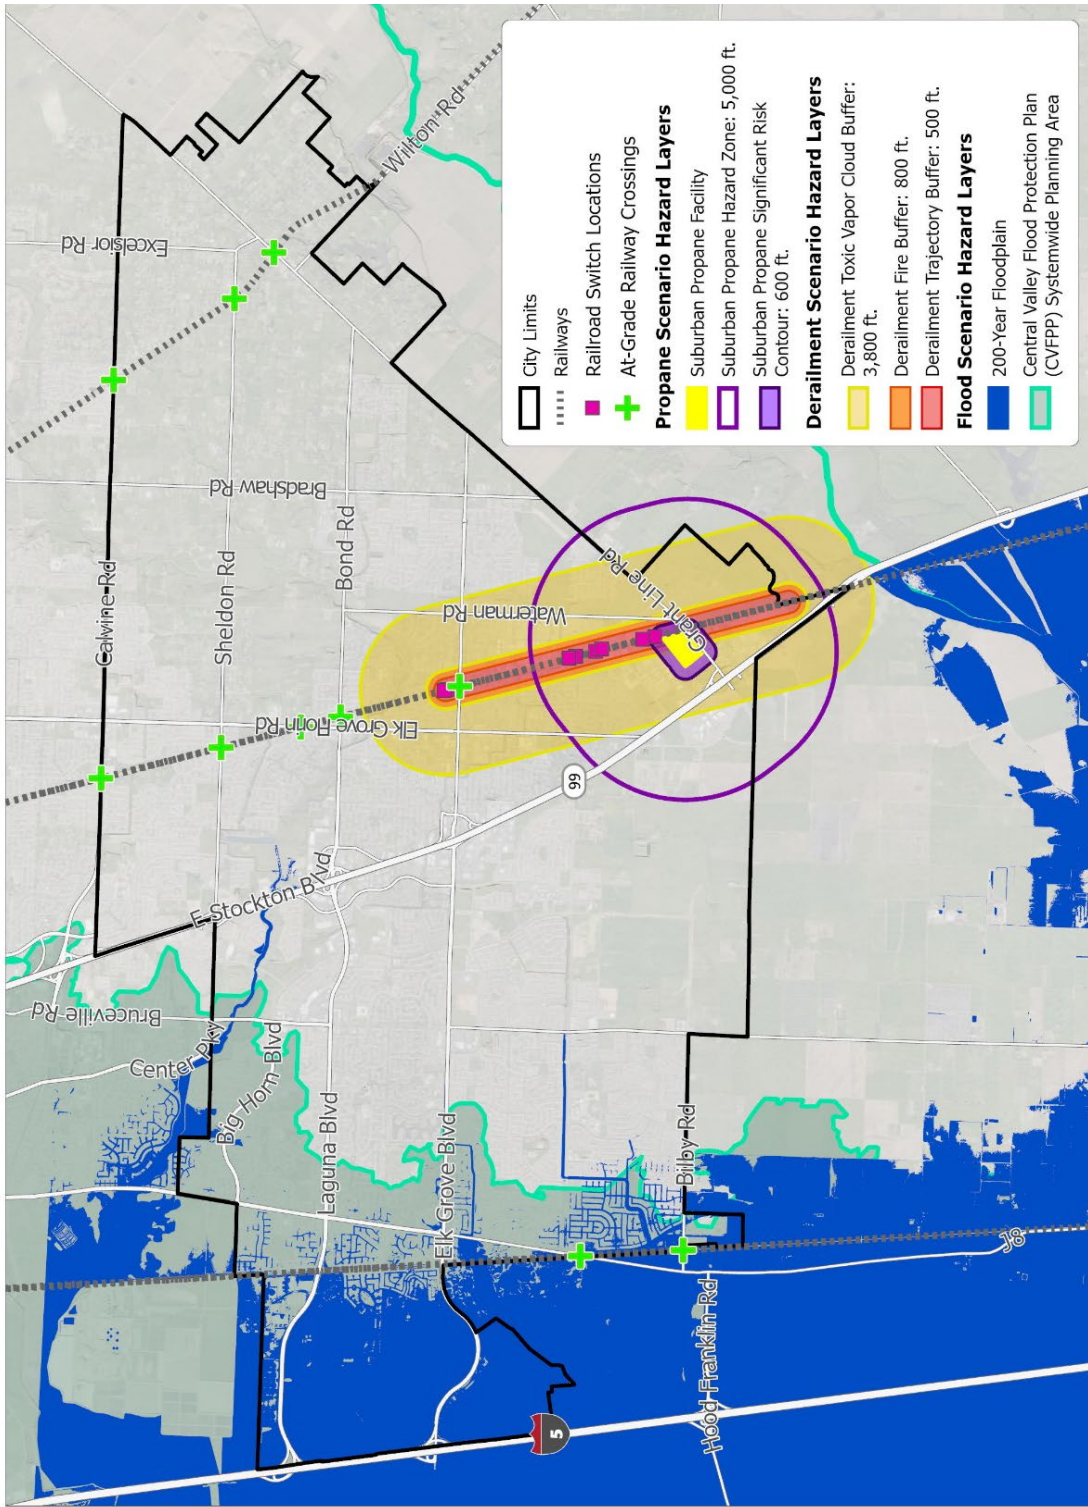 Calvine Rd
Sheldon Rd
Bond Rd
Excelsior Rd
Bradshaw Rd
Waterman Rd
Elk Grove Florin Rd
Grant Line Rd
Wilton Rd
E Stockton Blvd
99
Bruceville Rd
Center Pky
Big Horn Blvd
Laguna Blvd
Elk Grove Blvd
Bilby Rd
Hood Franklin Rd
J8
5
City Limits
Railways
Railroad Switch Locations
At-Grade Railway Crossings
Propane Scenario Hazard Layers
Suburban Propane Facility
Suburban Propane Hazard Zone: 5,000 ft.
Suburban Propane Significant Risk
Contour: 600 ft.
Derailment Scenario Hazard Layers
Derailment Toxic Vapor Cloud Buffer:
3,800 ft.
Derailment Fire Buffer: 800 ft.
Derailment Trajectory Buffer: 500 ft.
Flood Scenario Hazard Layers
200-Year Floodplain
Central Valley Flood Protection Plan
(CVFPP) Systemwide Planning Area